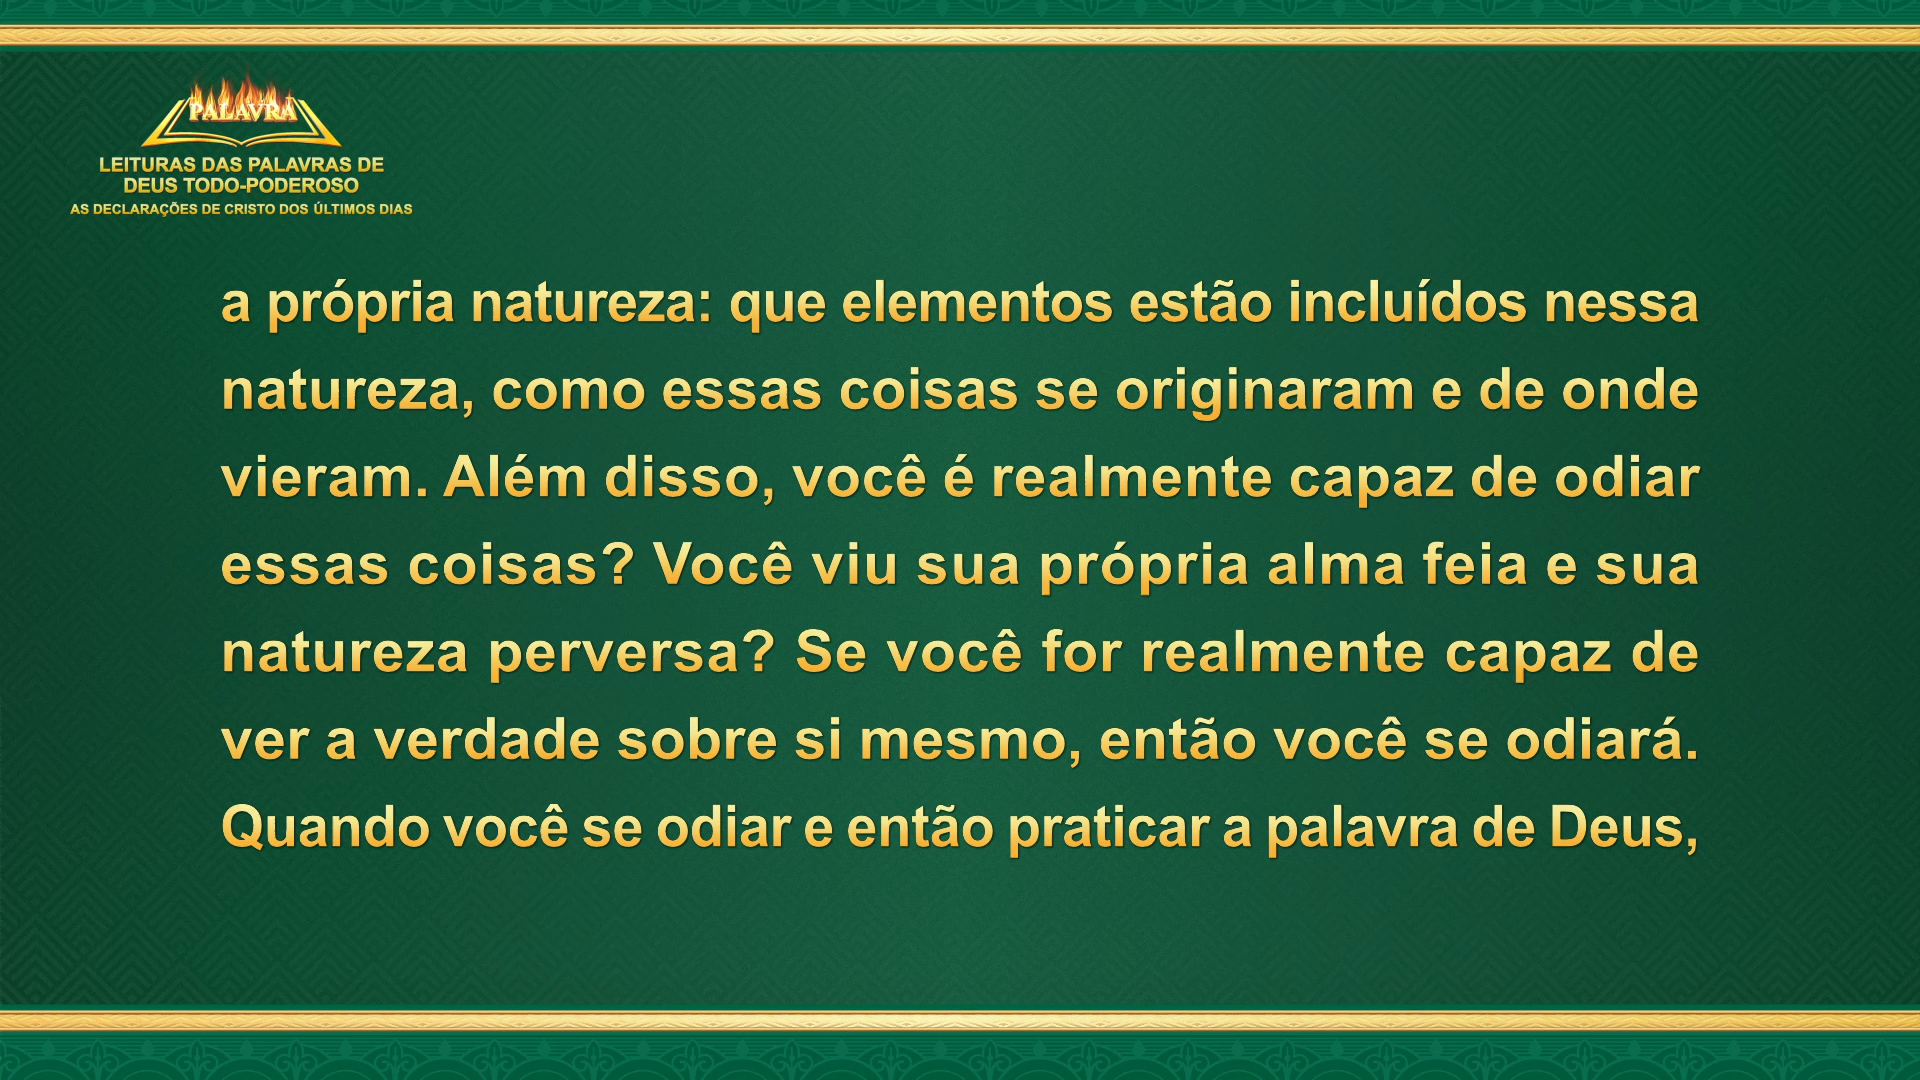 PALAVRA
LEITURAS DAS PALAVRAS DE
DEUS TODO-PODEROSO
AS DECLARAÇÕES DE CRISTO DOS ÚLTIMOS DIAS
a própria natureza: que elementos estão incluídos nessa
natureza, como essas coisas se originaram e de onde
vieram. Além disso, você é realmente capaz de odiar
essas coisas? Você viu sua própria alma feia e sua
natureza perversa? Se você for realmente capaz de
ver a verdade sobre si mesmo, então você se odiará.
Quando você se odiar e então praticar a palavra de Deus,